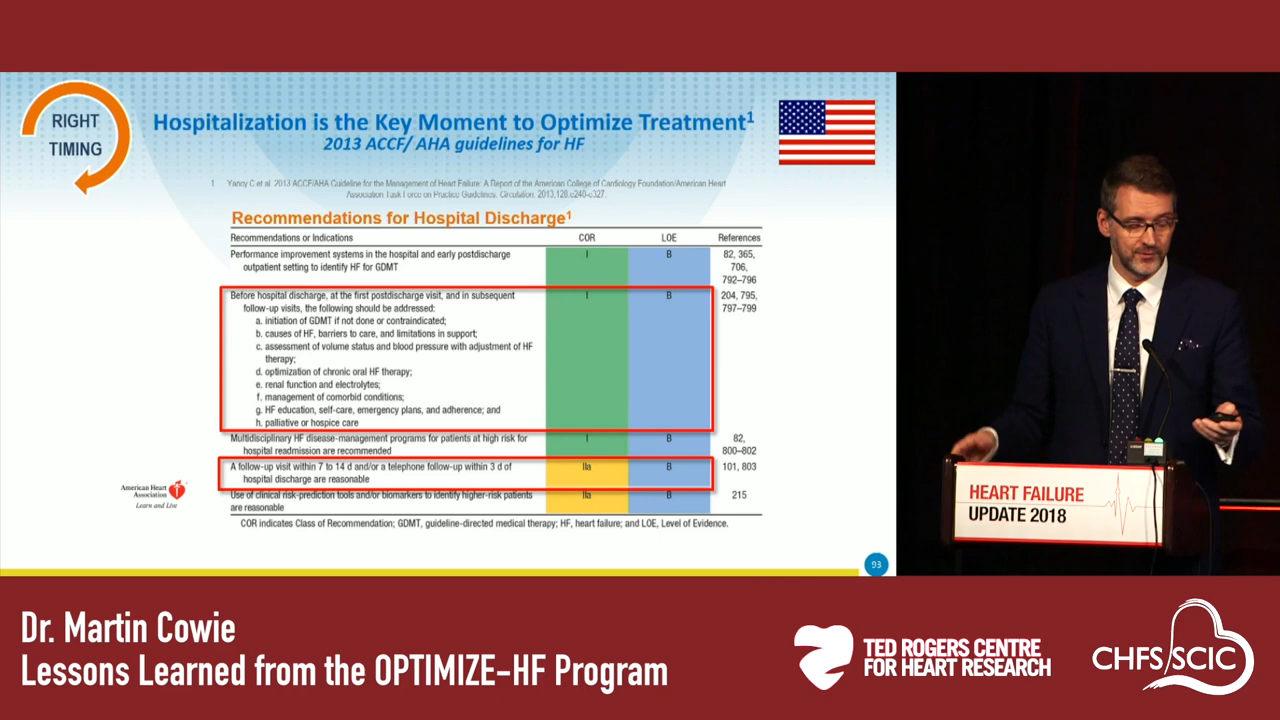 RIGHT
TIMING
Hospitalization is the Key Moment to Optimize Treatment1
2013 ACCF/ AHA guidelines for HF
1 Yancy C et al. 2013 ACCF/AHA Guideline for the Management of Heart Failure: A Report of the American College of Cardiology Foundation/American Heart
Association Task Force on Practice Guidelines. Circulation. 2013;128:e240-e327.
Recommendations for Hospital Discharge1
Recommendations or Indications COR LOE References
Performance improvement systems in the hospital and early postdischarge I B 82, 365,
outpatient setting to identify HF for GDMT 706,
792–796
Before hospital discharge, at the first postdischarge visit, and in subsequent I B 204, 795,
follow-up visits, the following should be addressed: 797–799
a. initiation of GDMT if not done or contraindicated;
b. causes of HF, barriers to care, and limitations in support;
c. assessment of volume status and blood pressure with adjustment of HF
therapy;
d. optimization of chronic oral HF therapy;
e. renal function and electrolytes;
f. management of comorbid conditions;
g. HF education, self-care, emergency plans, and adherence; and
h. palliative or hospice care
Multidisciplinary HF disease-management programs for patients at high risk for I B 82,
hospital readmission are recommended 800–802
A follow-up visit within 7 to 14 d and/or a telephone follow-up within 3 d of IIa B 101, 803
hospital discharge are reasonable
Use of clinical risk-prediction tools and/or biomarkers to identify higher-risk patients IIa B 215
are reasonable
COR indicates Class of Recommendation; GDMT, guideline-directed medical therapy; HF, heart failure; and LOE, Level of Evidence.
American Heart
Association
Learn and Live
93
HEART FAILURE
UPDATE 2018
Dr. Martin Cowie
Lessons Learned from the OPTIMIZE-HF Program
TED ROGERS CENTRE
FOR HEART RESEARCH
CHFS/SCIC